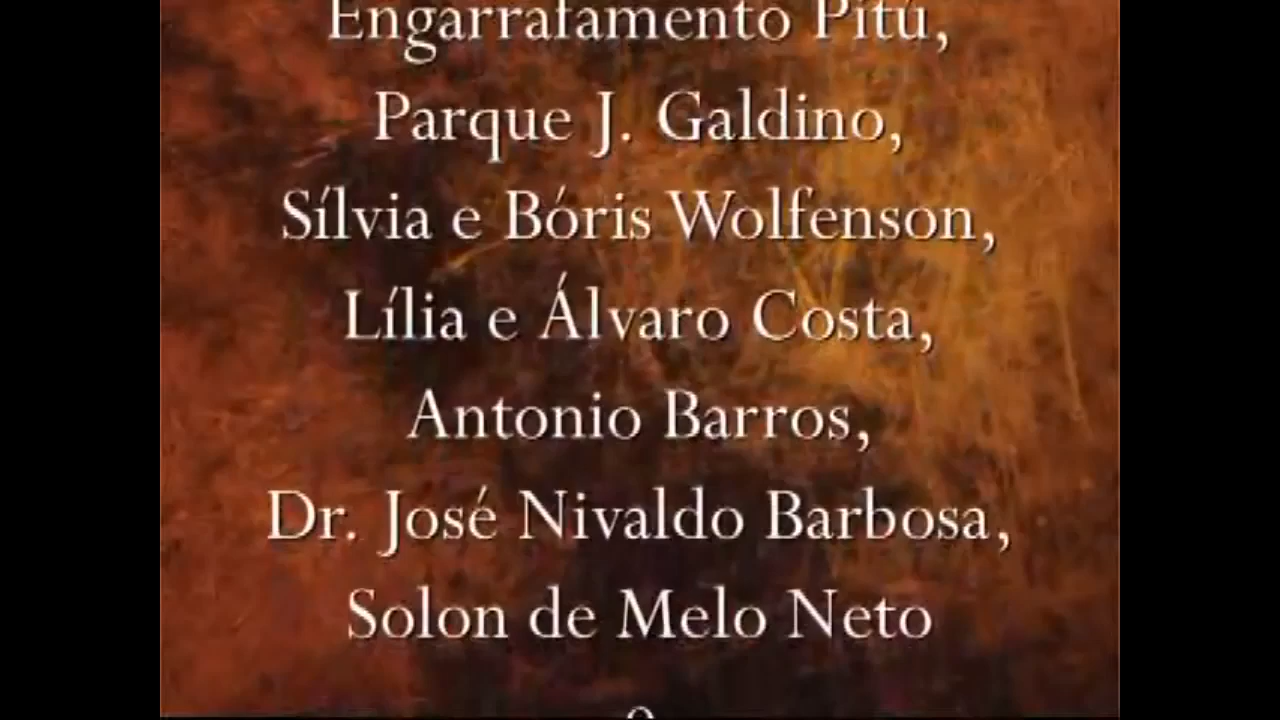 Engarrafamento Pitú,
Parque J. Galdino,
Sílvia e Bóris Wolfenson,
Lília e Álvaro Costa,
Antonio Barros,
Dr. José Nivaldo Barbosa,
Solon de Melo Neto